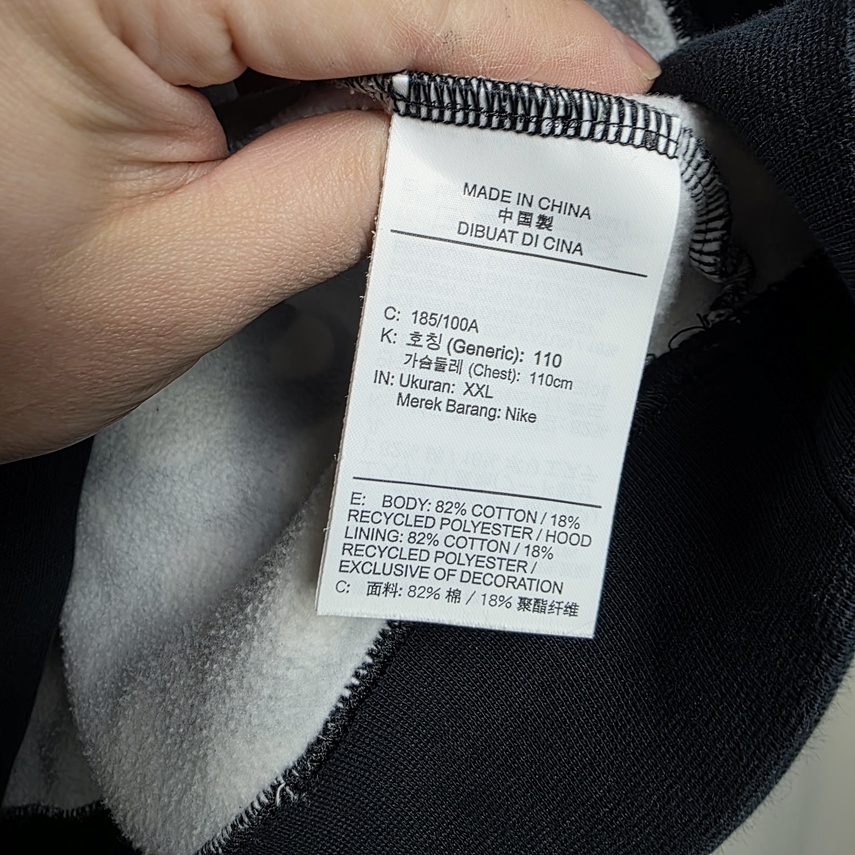 MADE IN CHINA
中国製
DIBUAT DI CINA
C: 185/100A
K: 호칭 (Generic): 110
가슴둘레 (Chest): 110cm
IN: Ukuran: XXL
Merek Barang: Nike
E: BODY: 82% COTTON / 18%
RECYCLED POLYESTER / HOOD
LINING: 82% COTTON / 18%
RECYCLED POLYESTER /
EXCLUSIVE OF DECORATION
C: 面料: 82% 棉 / 18% 聚酯纤维